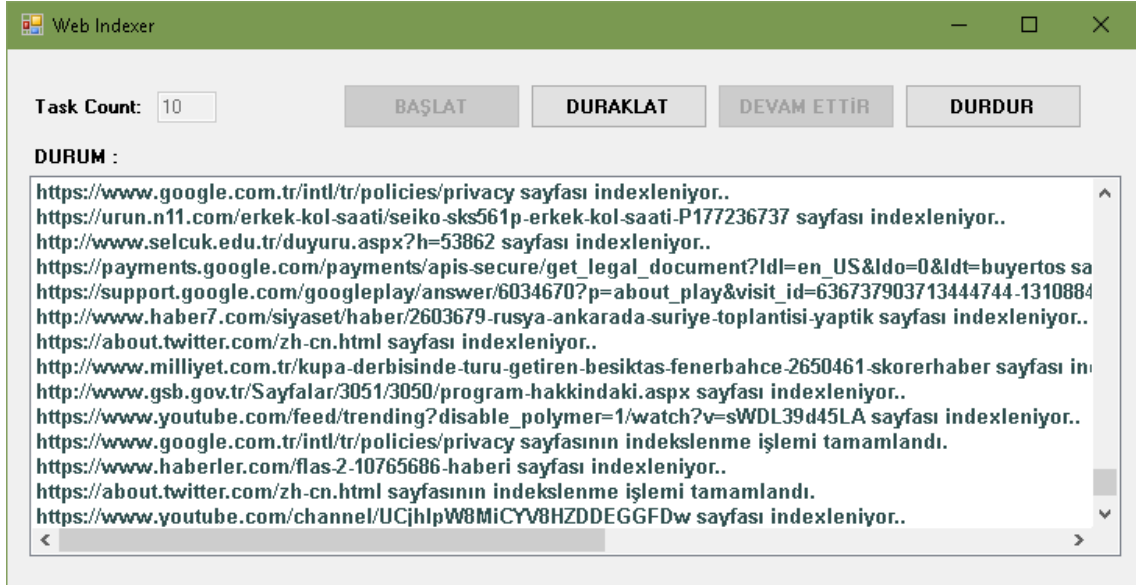 Web Indexer
Task Count: 10 BAŞLAT DURAKLAT DEVAM ETTİR DURDUR
DURUM :
https://www.google.com.tr/intl/tr/policies/privacy sayfası indexleniyor..
https://urun.n11.com/erkek-kol-saati/seiko-sks561p-erkek-kol-saati-P177236737 sayfası indexleniyor..
http://www.selcuk.edu.tr/duyuru.aspx?h=53862 sayfası indexleniyor..
https://payments.google.com/payments/apis-secure/get_legal_document?ldl=en_US&ldo=0&ldt=buyertos sa
https://support.google.com/googleplay/answer/6034670?p=about_play&visit_id=636737903713444744-1310884
http://www.haber7.com/siyaset/haber/2603679-rusya-ankarada-suriye-toplantisi-yaptik sayfası indexleniyor..
https://about.twitter.com/zh-cn.html sayfası indexleniyor..
http://www.milliyet.com.tr/kupa-derbisinde-turu-getiren-besiktas-fenerbahce-2650461-skorerhaber sayfası in
http://www.gsb.gov.tr/Sayfalar/3051/3050/program-hakkindaki.aspx sayfası indexleniyor..
https://www.youtube.com/feed/trending?disable_polymer=1/watch?v=sWDL39d45LA sayfası indexleniyor..
https://www.google.com.tr/intl/tr/policies/privacy sayfasının indekslenme işlemi tamamlandı.
https://www.haberler.com/flas-2-10765686-haberi sayfası indexleniyor..
https://about.twitter.com/zh-cn.html sayfasının indekslenme işlemi tamamlandı.
https://www.youtube.com/channel/UCjhlpW8MiCYV8HZDDEGGFDw sayfası indexleniyor..